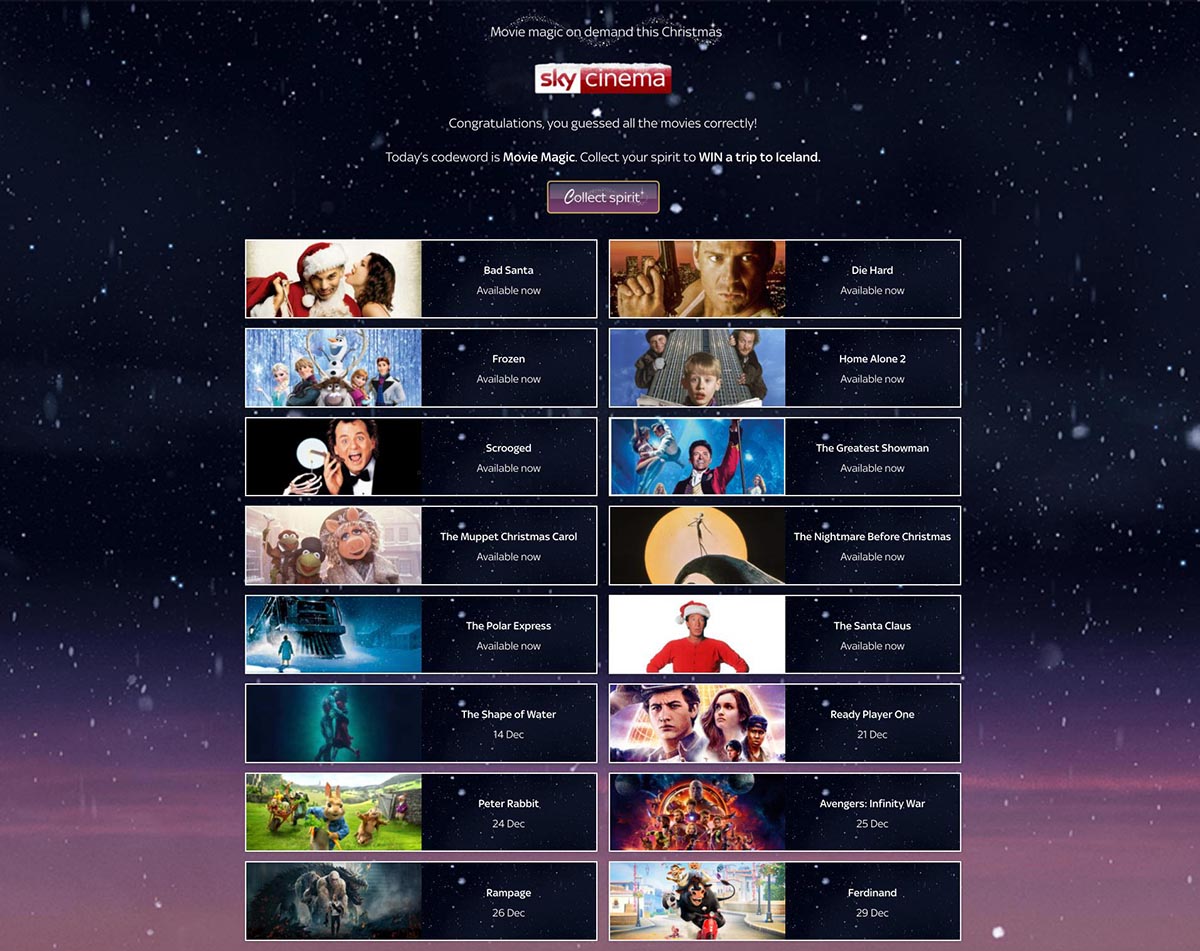 Movie magic on demand this Christmas
sky cinema
Congratulations, you guessed all the movies correctly!
Today's codeword is Movie Magic. Collect your spirit to WIN a trip to Iceland.
Collect spirit
Bad Santa
Available now
Die Hard
Available now
Frozen
Available now
Home Alone 2
Available now
Scrooged
Available now
The Greatest Showman
Available now
The Muppet Christmas Carol
Available now
The Nightmare Before Christmas
Available now
The Polar Express
Available now
The Santa Claus
Available now
The Shape of Water
14 Dec
Ready Player One
21 Dec
Peter Rabbit
24 Dec
Avengers: Infinity War
25 Dec
Rampage
26 Dec
Ferdinand
29 Dec